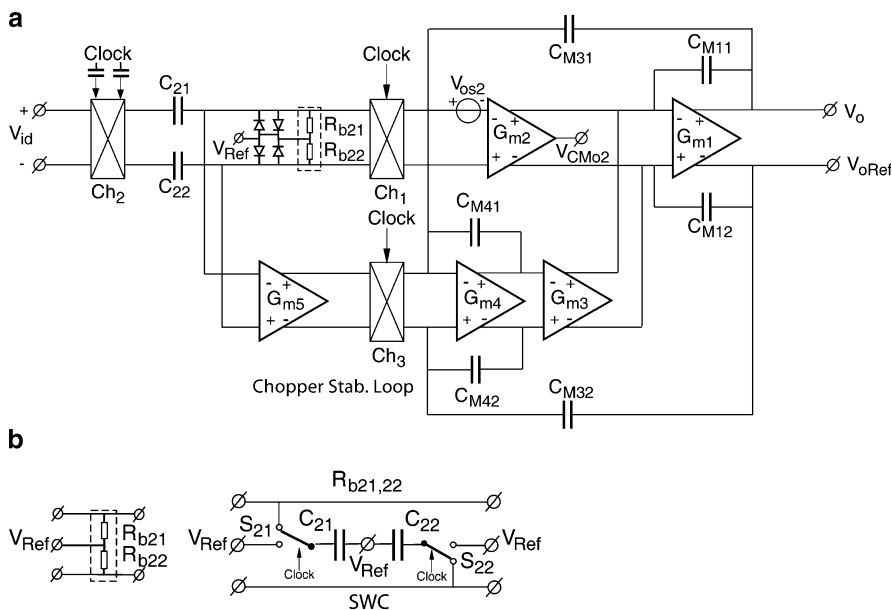 a
Clock
C21
Clock
CM31
CM11
Vos2
+ -
+
Vid
-
VRef
Rb21
Rb22
- +
Gm2
+ -
VCMo2
- +
Gm1
+ -
Vo
VoRef
Ch2
C22
Ch1
Clock
CM41
CM12
- +
Gm5
+ -
- +
Gm4
+ -
- +
Gm3
+ -
Ch3
Chopper Stab. Loop
CM42
CM32
b
VRef
Rb21
Rb22
Rb21,22
VRef
S21
C21
C22
VRef
VRef
S22
Clock
Clock
SWC